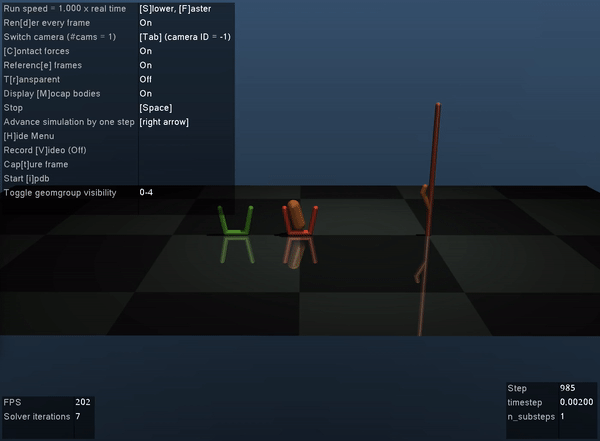 Run speed = 1.000 x real time [S]lower, [F]aster
Ren[d]er every frame On
Switch camera (#cams = 1) [Tab] (camera ID = -1)
[C]ontact forces On
Referenc[e] frames On
T[r]ansparent Off
Display [M]ocap bodies On
Stop [Space]
Advance simulation by one step [right arrow]
[H]ide Menu
Record [V]ideo (Off)
Cap[t]ure frame
Start [i]pdb
Toggle geomgroup visibility 0-4
FPS 202
Solver iterations 7
Step 985
timestep 0.00200
n_substeps 1